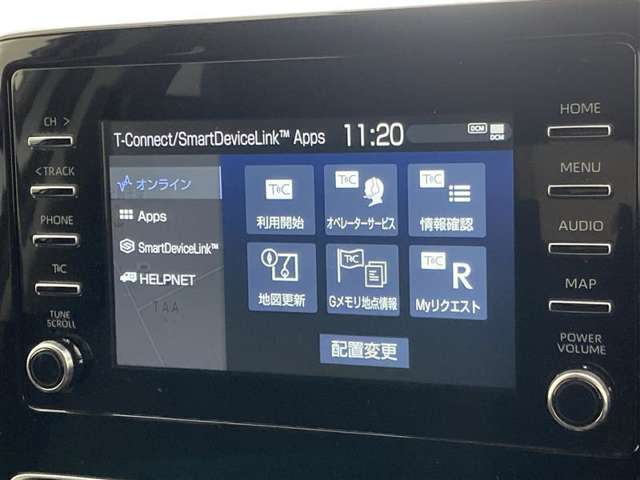 CH >
< TRACK
PHONE
T&C
TUNE
SCROLL
T-Connect/SmartDeviceLink™ Apps 11:20 DCM
オンライン
Apps
SmartDeviceLink™
HELPNET
TAA
T&C
利用開始
T&C
オペレーターサービス
T&C
情報確認
地図更新
T&C
Gメモリ地点情報
T&C R
Myリクエスト
配置変更
HOME
MENU
AUDIO
MAP
POWER
VOLUME